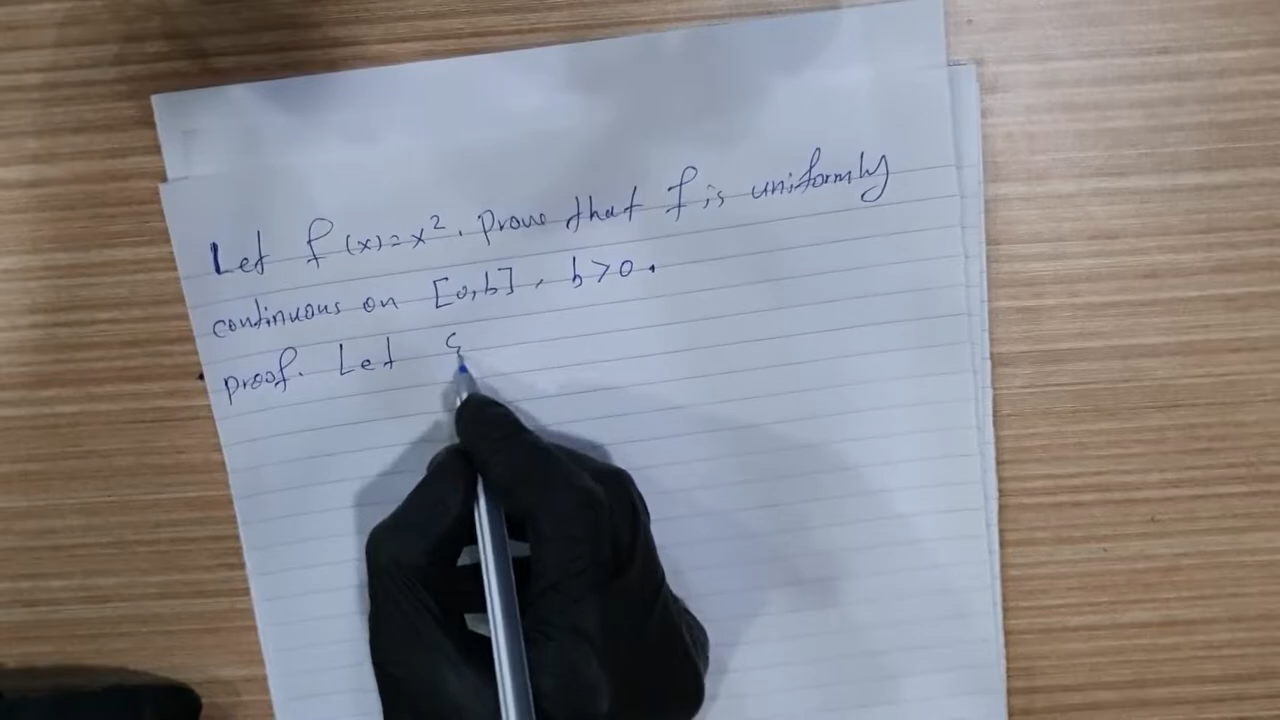 Let f(x)=x². Prove that f is uniformly
continuous on [0,b], b>0.
proof. Let ε